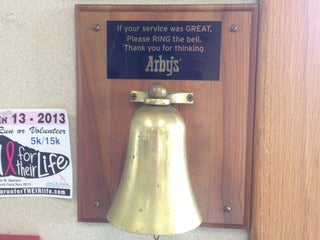 If your service was GREAT,
Please RING the bell.
Thank you for thinking
Arby's
13 - 2013
Run or Volunteer
5k/15k
for
their Life